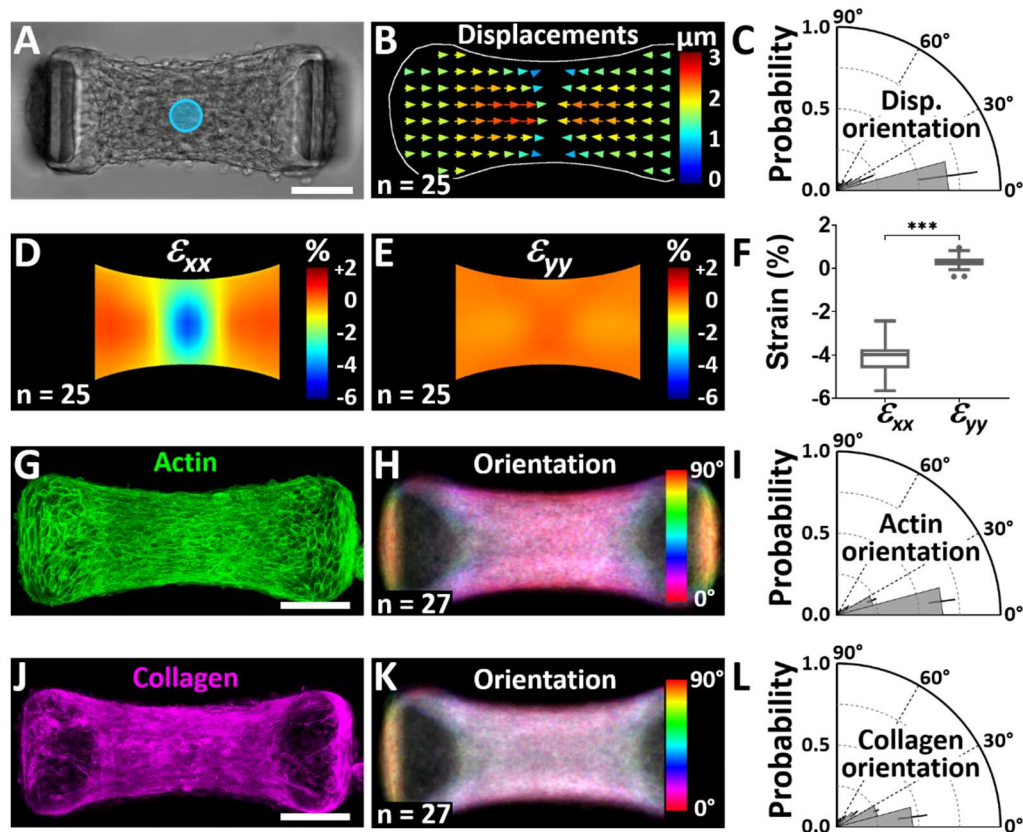 A
B
Displacements
μm
3
2
1
0
n = 25
C
Probability
1.0
0.5
0.0
90°
60°
30°
0°
Disp.
orientation
D
εxx
%
+2
0
-2
-4
-6
n = 25
E
εyy
%
+2
0
-2
-4
-6
n = 25
F
Strain (%)
2
0
-2
-4
-6
***
εxx
εyy
G
Actin
H
Orientation
90°
0°
n = 27
I
Probability
1.0
0.5
0.0
90°
60°
30°
0°
Actin
orientation
J
Collagen
K
Orientation
90°
0°
n = 27
L
Probability
1.0
0.5
0.0
90°
60°
30°
0°
Collagen
orientation